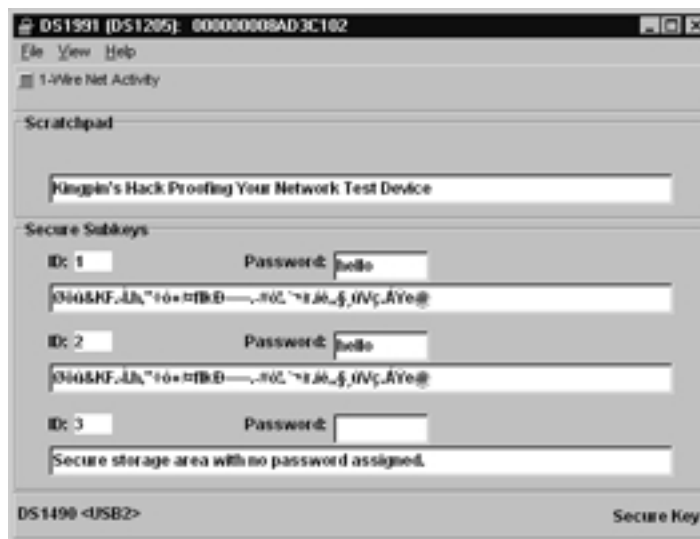 DS1991 (DS1205): 000000008AD3C102
File View Help
1-Wire Net Activity
Scratchpad
Kingpin's Hack Proofing Your Network Test Device
Secure Subkeys
ID: 1 Password: hello
ID: 2 Password: hello
ID: 3 Password:
Secure storage area with no password assigned.
DS1490 <USB2> Secure Key